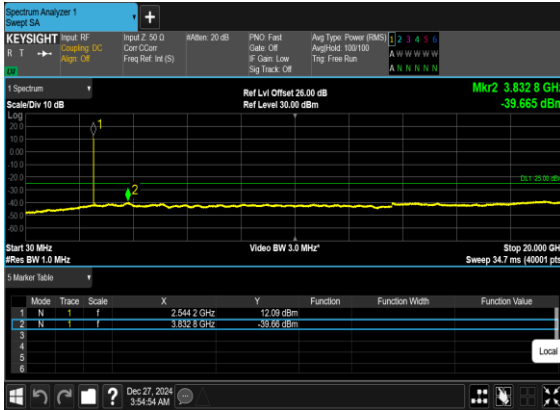 Spectrum Analyzer 1
Swept SA
KEYSIGHT
R T
Input: RF
Coupling: DC
Align: Off
Input Z: 50 Ω
Corr CCorr
Freq Ref: Int (S)
#Atten: 20 dB
PNO: Fast
Gate: Off
IF Gain: Low
Sig Track: Off
Avg Type: Power (RMS)
Avg|Hold: 100/100
Trig: Free Run
1 2 3 4 5 6
A W W W W W
A N N N N N
1 Spectrum
Scale/Div 10 dB
Ref Lvl Offset 26.00 dB
Ref Level 30.00 dBm
Mkr2 3.832 8 GHz
-39.665 dBm
Log
20.0
10.0
0.00
-10.0
-20.0
-30.0
-40.0
-50.0
-60.0
1
2
DL1 -25.00 dBm
Start 30 MHz
#Res BW 1.0 MHz
Video BW 3.0 MHz*
Stop 20.000 GH
Sweep 34.7 ms (40001 pts
5 Marker Table
Mode Trace Scale X Y Function Function Width Function Value
1 N 1 f 2.544 2 GHz 12.09 dBm
2 N 1 f 3.832 8 GHz -39.66 dBm
3
4
5
6
Local
Dec 27, 2024
3:54:54 AM